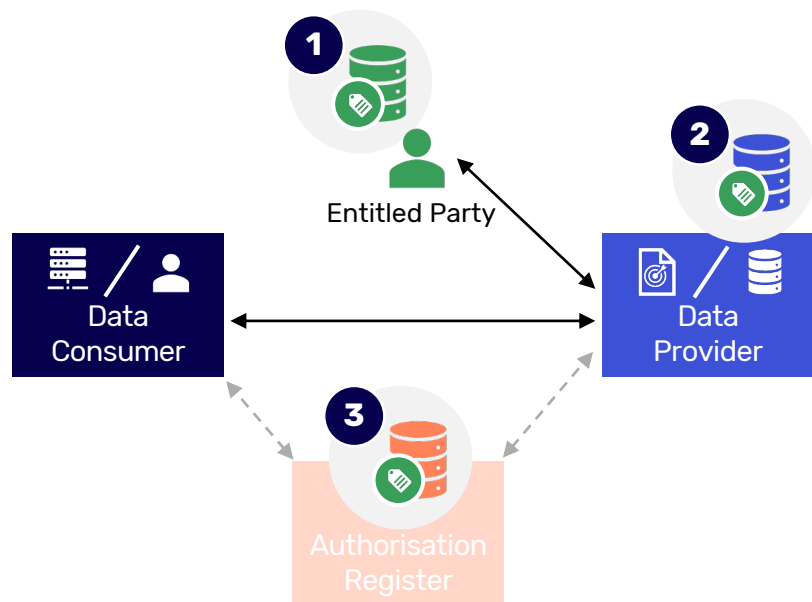 1
2
Entitled Party
Data
Consumer
Data
Provider
3
Authorisation
Register